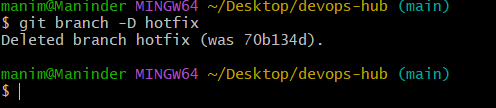 manim@Maninder MINGW64 ~/Desktop/devops-hub (main)
$ git branch -D hotfix
Deleted branch hotfix (was 70b134d).
manim@Maninder MINGW64 ~/Desktop/devops-hub (main)
$